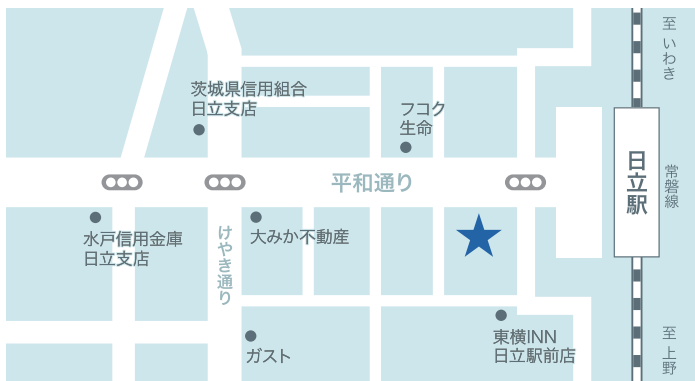 至 いわき
茨城県信用組合
日立支店
フコク
生命
平和通り
日立駅
常磐線
水戸信用金庫
日立支店
けやき通り
大みか不動産
ガスト
東横INN
日立駅前店
至 上野